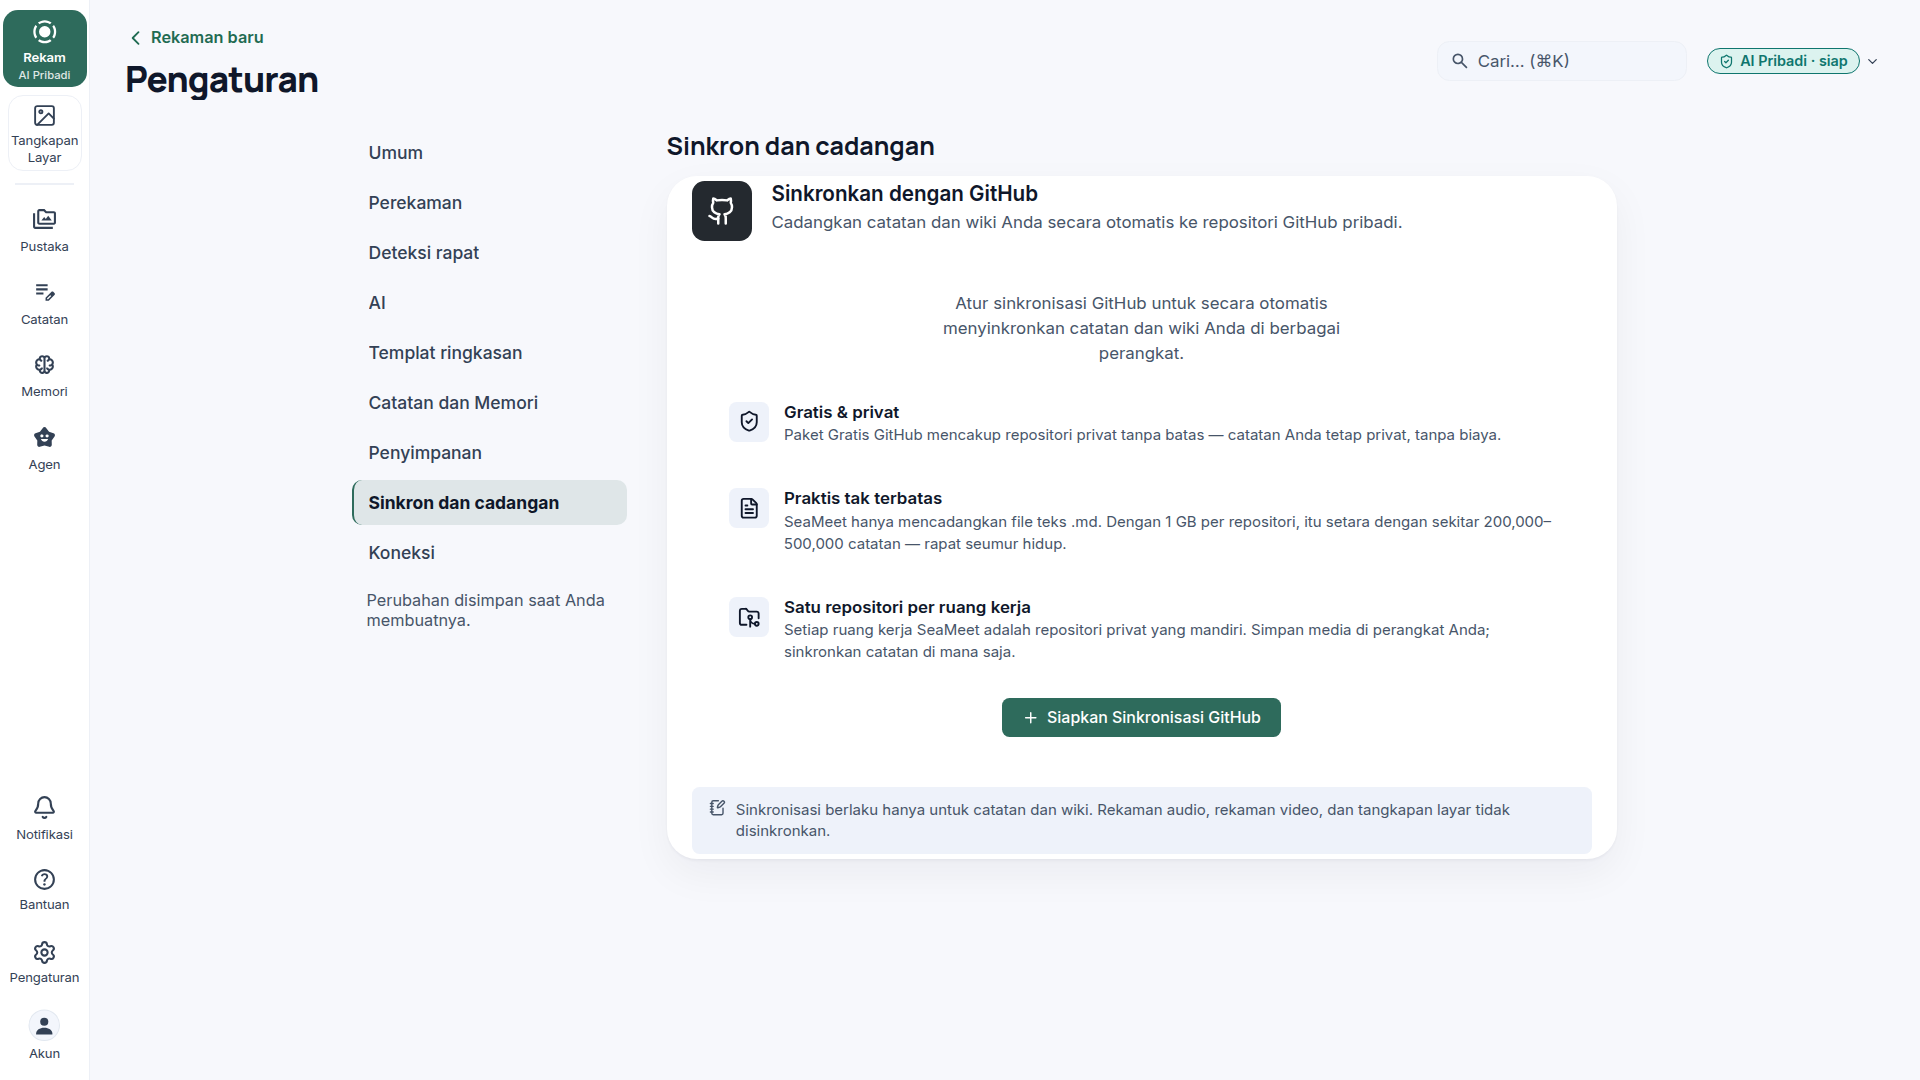 Rekam
AI Pribadi
Tangkapan
Layar
Pustaka
Catatan
Memori
Agen
Notifikasi
Bantuan
Pengaturan
Akun
Rekaman baru
Pengaturan
Cari... (⌘K)
AI Pribadi · siap
Umum
Perekaman
Deteksi rapat
AI
Templat ringkasan
Catatan dan Memori
Penyimpanan
Sinkron dan cadangan
Koneksi
Perubahan disimpan saat Anda
membuatnya.
Sinkron dan cadangan
Sinkronkan dengan GitHub
Cadangkan catatan dan wiki Anda secara otomatis ke repositori GitHub pribadi.
Atur sinkronisasi GitHub untuk secara otomatis
menyinkronkan catatan dan wiki Anda di berbagai
perangkat.
Gratis & privat
Paket Gratis GitHub mencakup repositori privat tanpa batas — catatan Anda tetap privat, tanpa biaya.
Praktis tak terbatas
SeaMeet hanya mencadangkan file teks .md. Dengan 1 GB per repositori, itu setara dengan sekitar 200,000–
500,000 catatan — rapat seumur hidup.
Satu repositori per ruang kerja
Setiap ruang kerja SeaMeet adalah repositori privat yang mandiri. Simpan media di perangkat Anda;
sinkronkan catatan di mana saja.
Siapkan Sinkronisasi GitHub
Sinkronisasi berlaku hanya untuk catatan dan wiki. Rekaman audio, rekaman video, dan tangkapan layar tidak
disinkronkan.